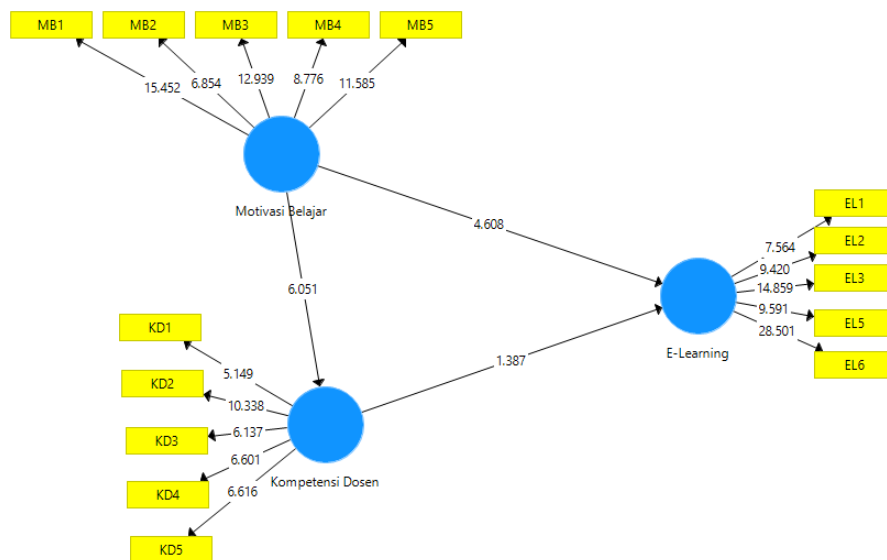 MB1
MB2
MB3
MB4
MB5
15.452
6.854
12.939
8.776
11.585
Motivasi Belajar
4.608
6.051
EL1
EL2
EL3
EL5
EL6
7.564
9.420
14.859
9.591
28.501
E-Learning
1.387
KD1
KD2
KD3
KD4
KD5
5.149
10.338
6.137
6.601
6.616
Kompetensi Dosen